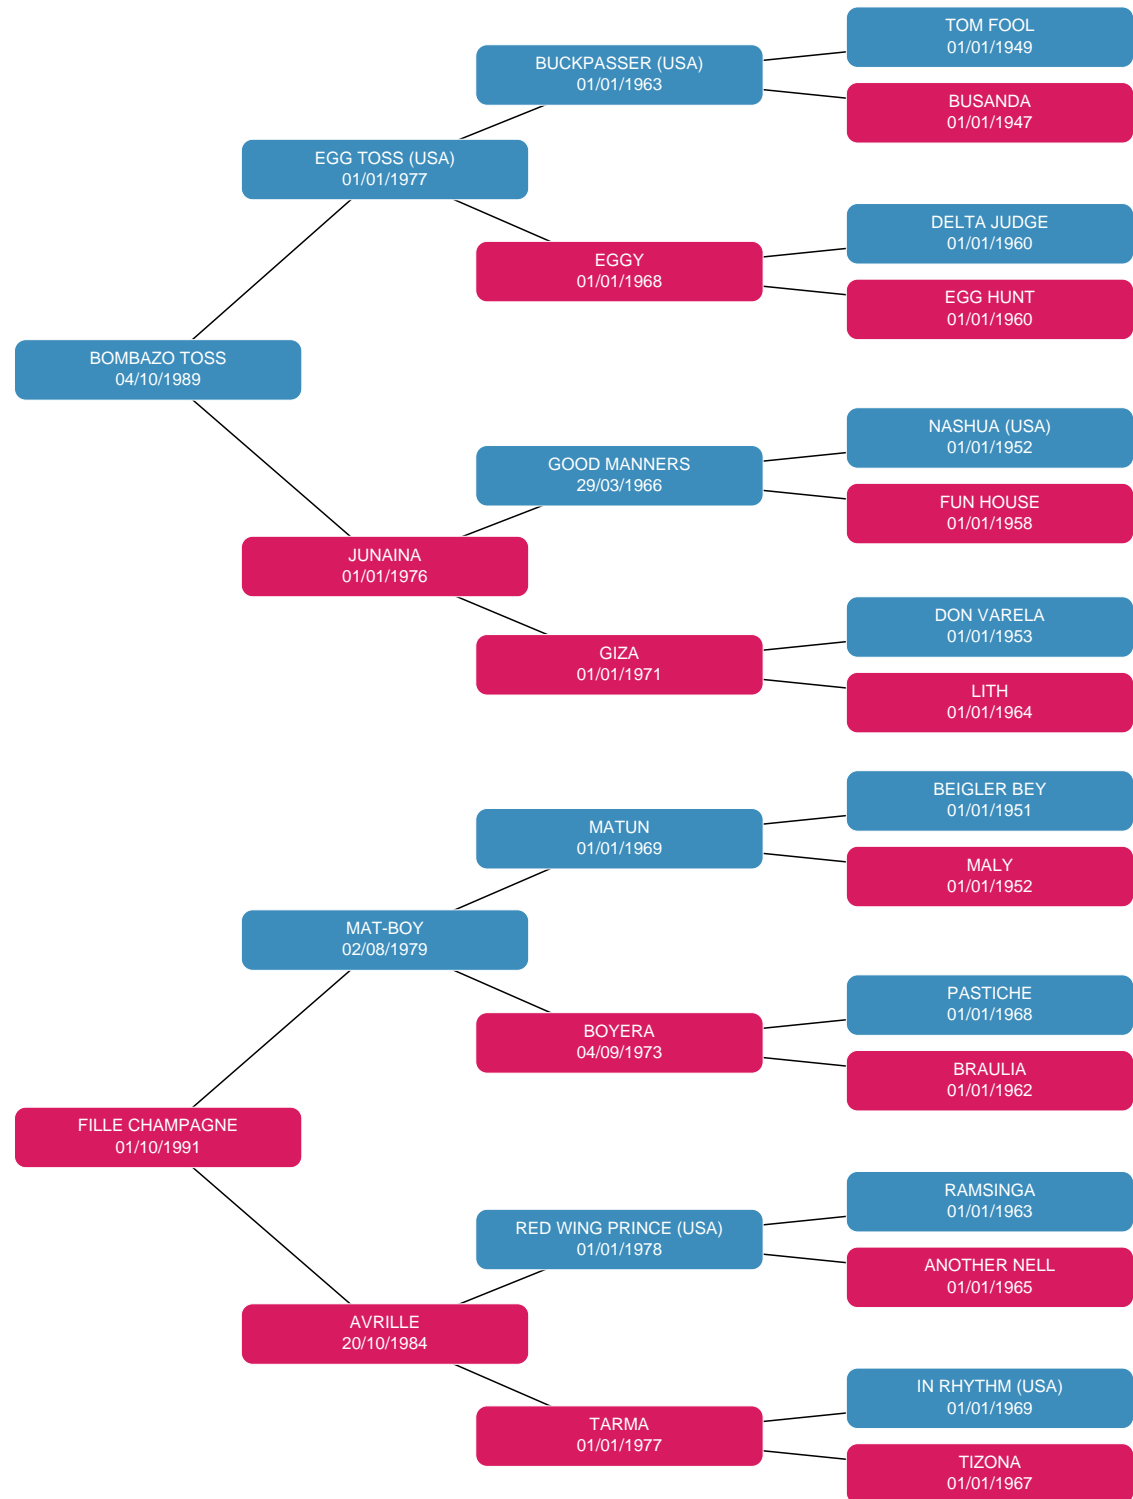 TOM FOOL
01/01/1949
BUCKPASSER (USA)
01/01/1963
BUSANDA
01/01/1947
EGG TOSS (USA)
01/01/1977
DELTA JUDGE
01/01/1960
EGGY
01/01/1968
EGG HUNT
01/01/1960
BOMBAZO TOSS
04/10/1989
NASHUA (USA)
01/01/1952
GOOD MANNERS
29/03/1966
FUN HOUSE
01/01/1958
JUNAINA
01/01/1976
DON VARELA
01/01/1953
GIZA
01/01/1971
LITH
01/01/1964
BEIGLER BEY
01/01/1951
MATUN
01/01/1969
MALY
01/01/1952
MAT-BOY
02/08/1979
PASTICHE
01/01/1968
BOYERA
04/09/1973
BRAULIA
01/01/1962
FILLE CHAMPAGNE
01/10/1991
RAMSINGA
01/01/1963
RED WING PRINCE (USA)
01/01/1978
ANOTHER NELL
01/01/1965
AVRILLE
20/10/1984
IN RHYTHM (USA)
01/01/1969
TARMA
01/01/1977
TIZONA
01/01/1967